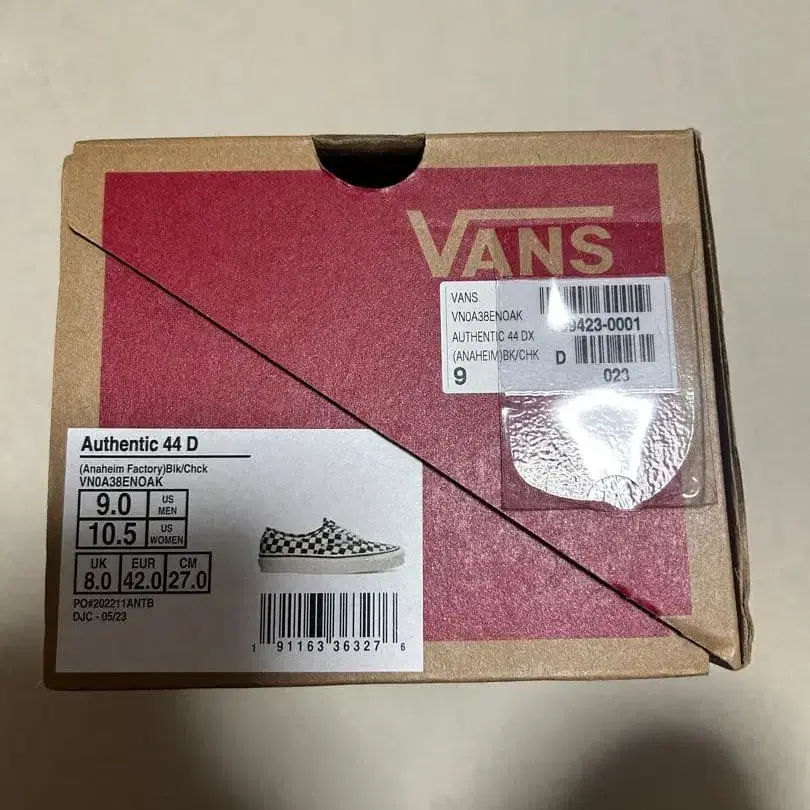 VANS
VANS
VN0A38ENOAK
AUTHENTIC 44 DX
(ANAHEIM)BK/CHK
9
9423-0001
D
023
Authentic 44 D
(Anaheim Factory)Blk/Chck
VN0A38ENOAK
9.0 US MEN
10.5 US WOMEN
UK EUR CM
8.0 42.0 27.0
PO#202211ANTB
DJC - 05/23
1 91163 36327 6